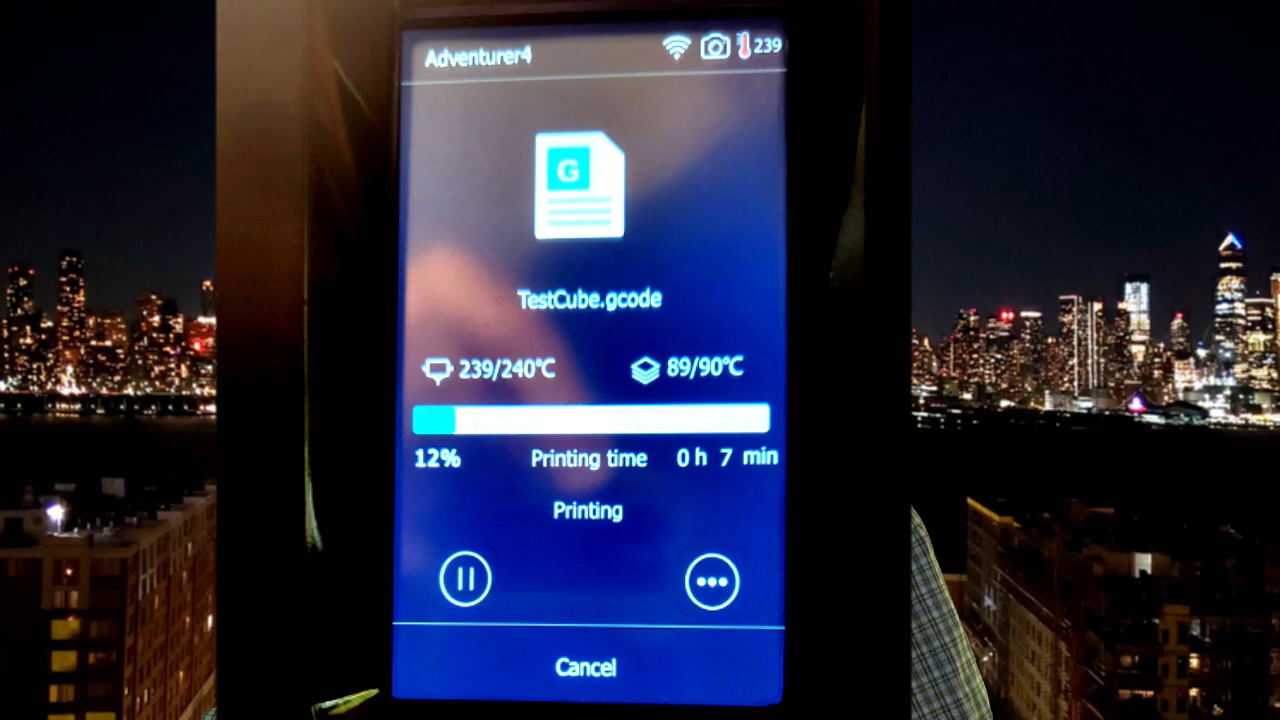 Adventurer4 239
G
TestCube.gcode
239/240°C 89/90°C
12% Printing time 0 h 7 min
Printing
Cancel